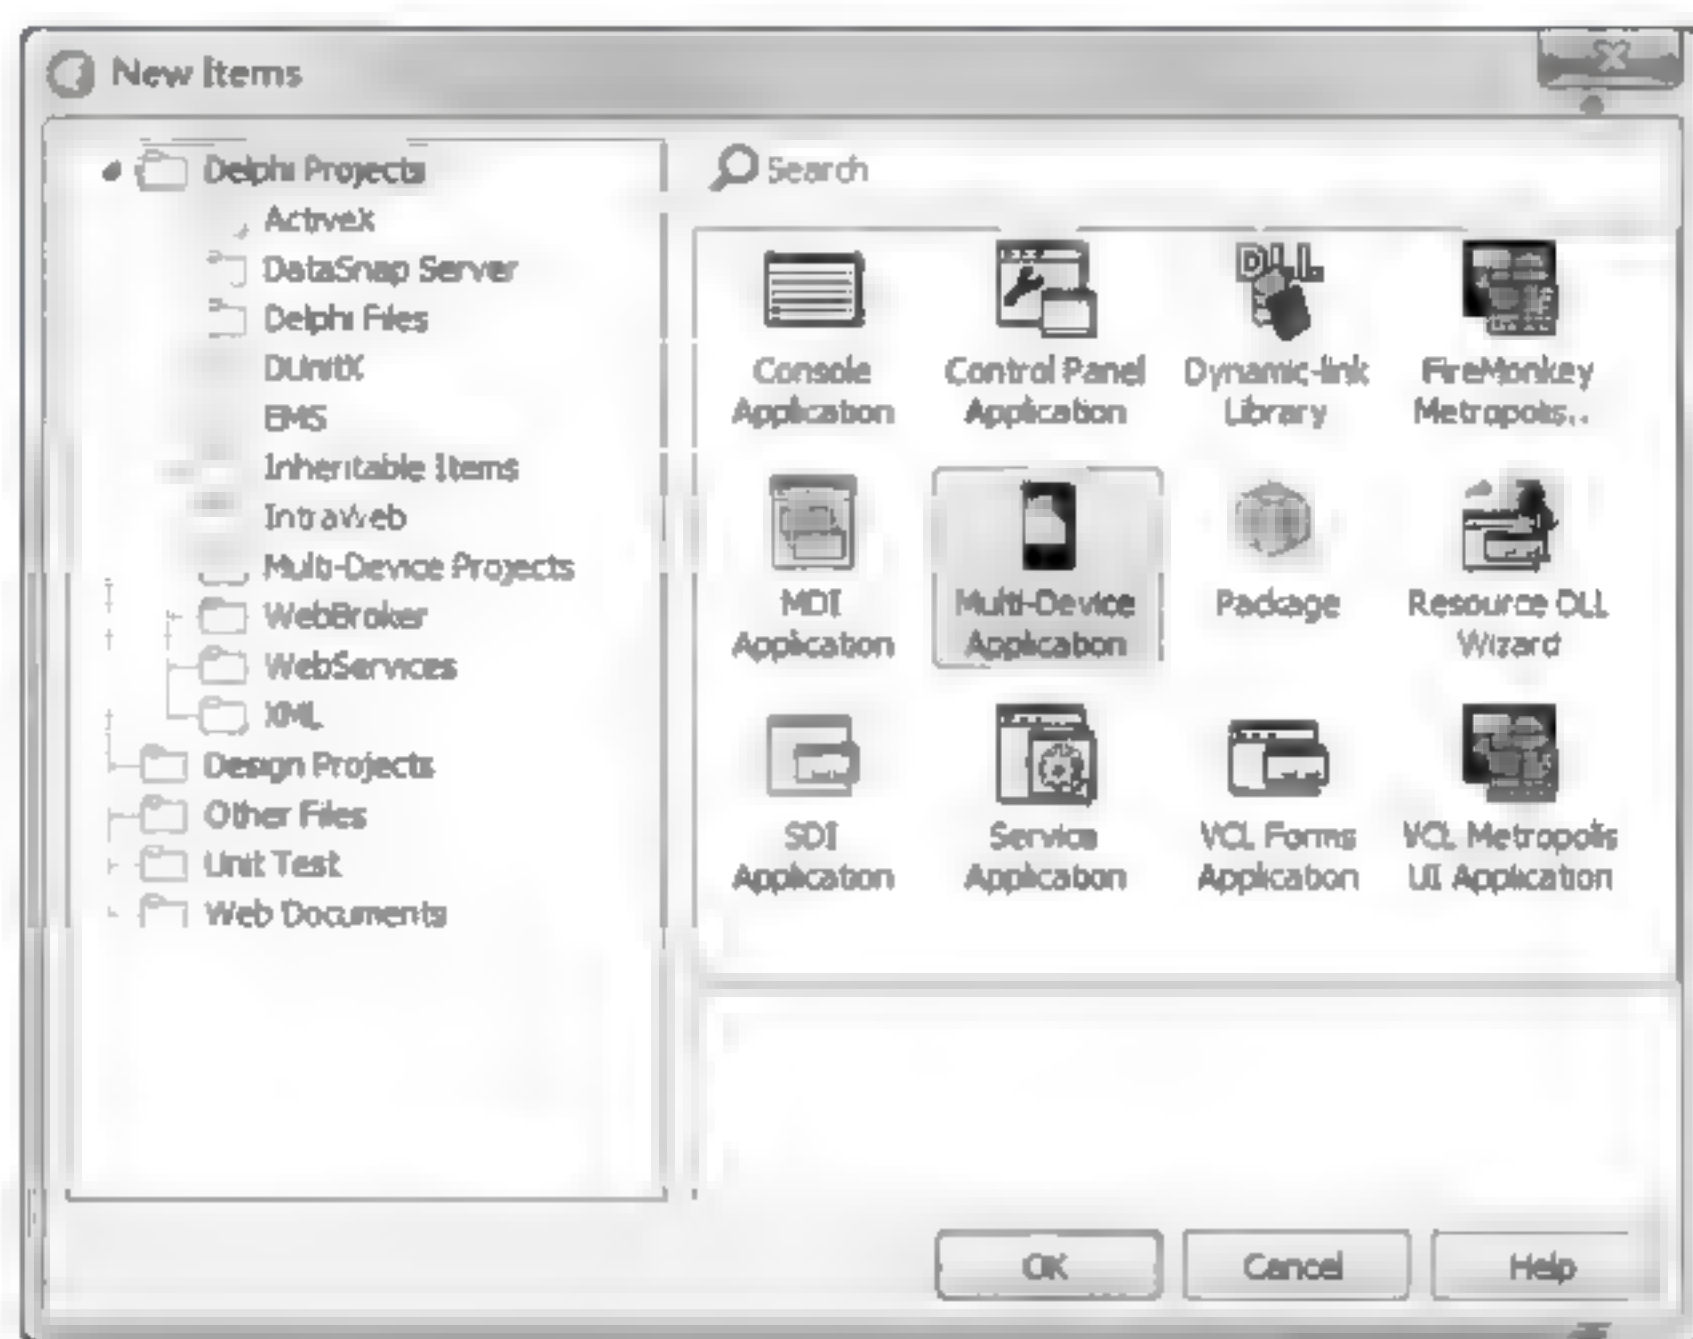 New Items
Delphi Projects
ActiveX
DataSnap Server
Delphi Files
DUnitX
EMS
Inheritable Items
IntraWeb
Multi-Device Projects
WebBroker
WebServices
XML
Design Projects
Other Files
Unit Test
Web Documents
Search
DLL
Console
Application
Control Panel
Application
Dynamic-link
Library
FireMonkey
Metropolis...
MDI
Application
Multi-Device
Application
Package
Resource DLL
Wizard
SDI
Application
Service
Application
VCL Forms
Application
VCL Metropolis
UI Application
OK
Cancel
Help